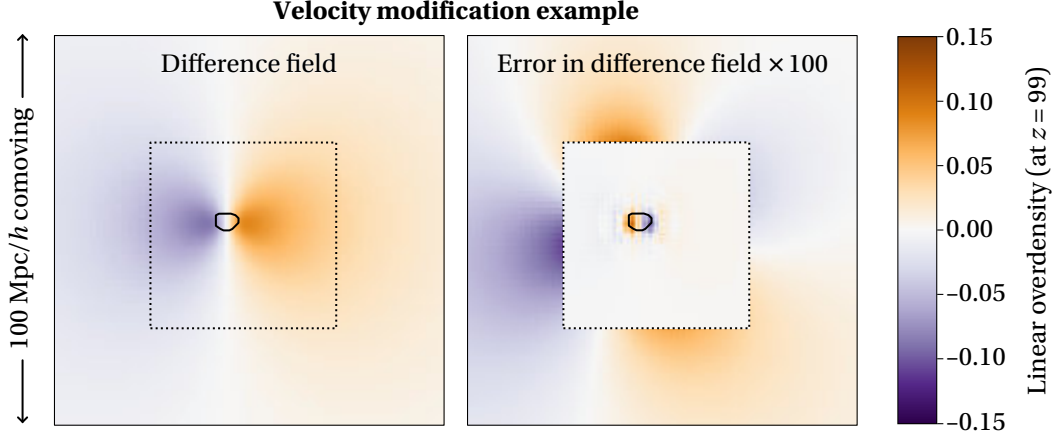 Velocity modification example
Difference field
Error in difference field × 100
100 Mpc/h comoving
0.15
0.10
0.05
0.00
−0.05
−0.10
−0.15
Linear overdensity (at z = 99)